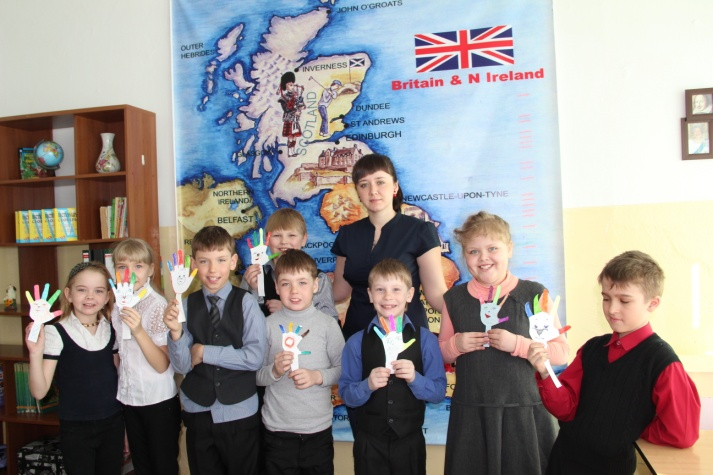 JOHN O'GROATS
OUTER
HEBRIDES
INVERNESS
Britain & N Ireland
SCOTLAND
DUNDEE
ST ANDREWS
EDINBURGH
NORTHERN
IRELAND
BELFAST
NEWCASTLE-UPON-TYNE